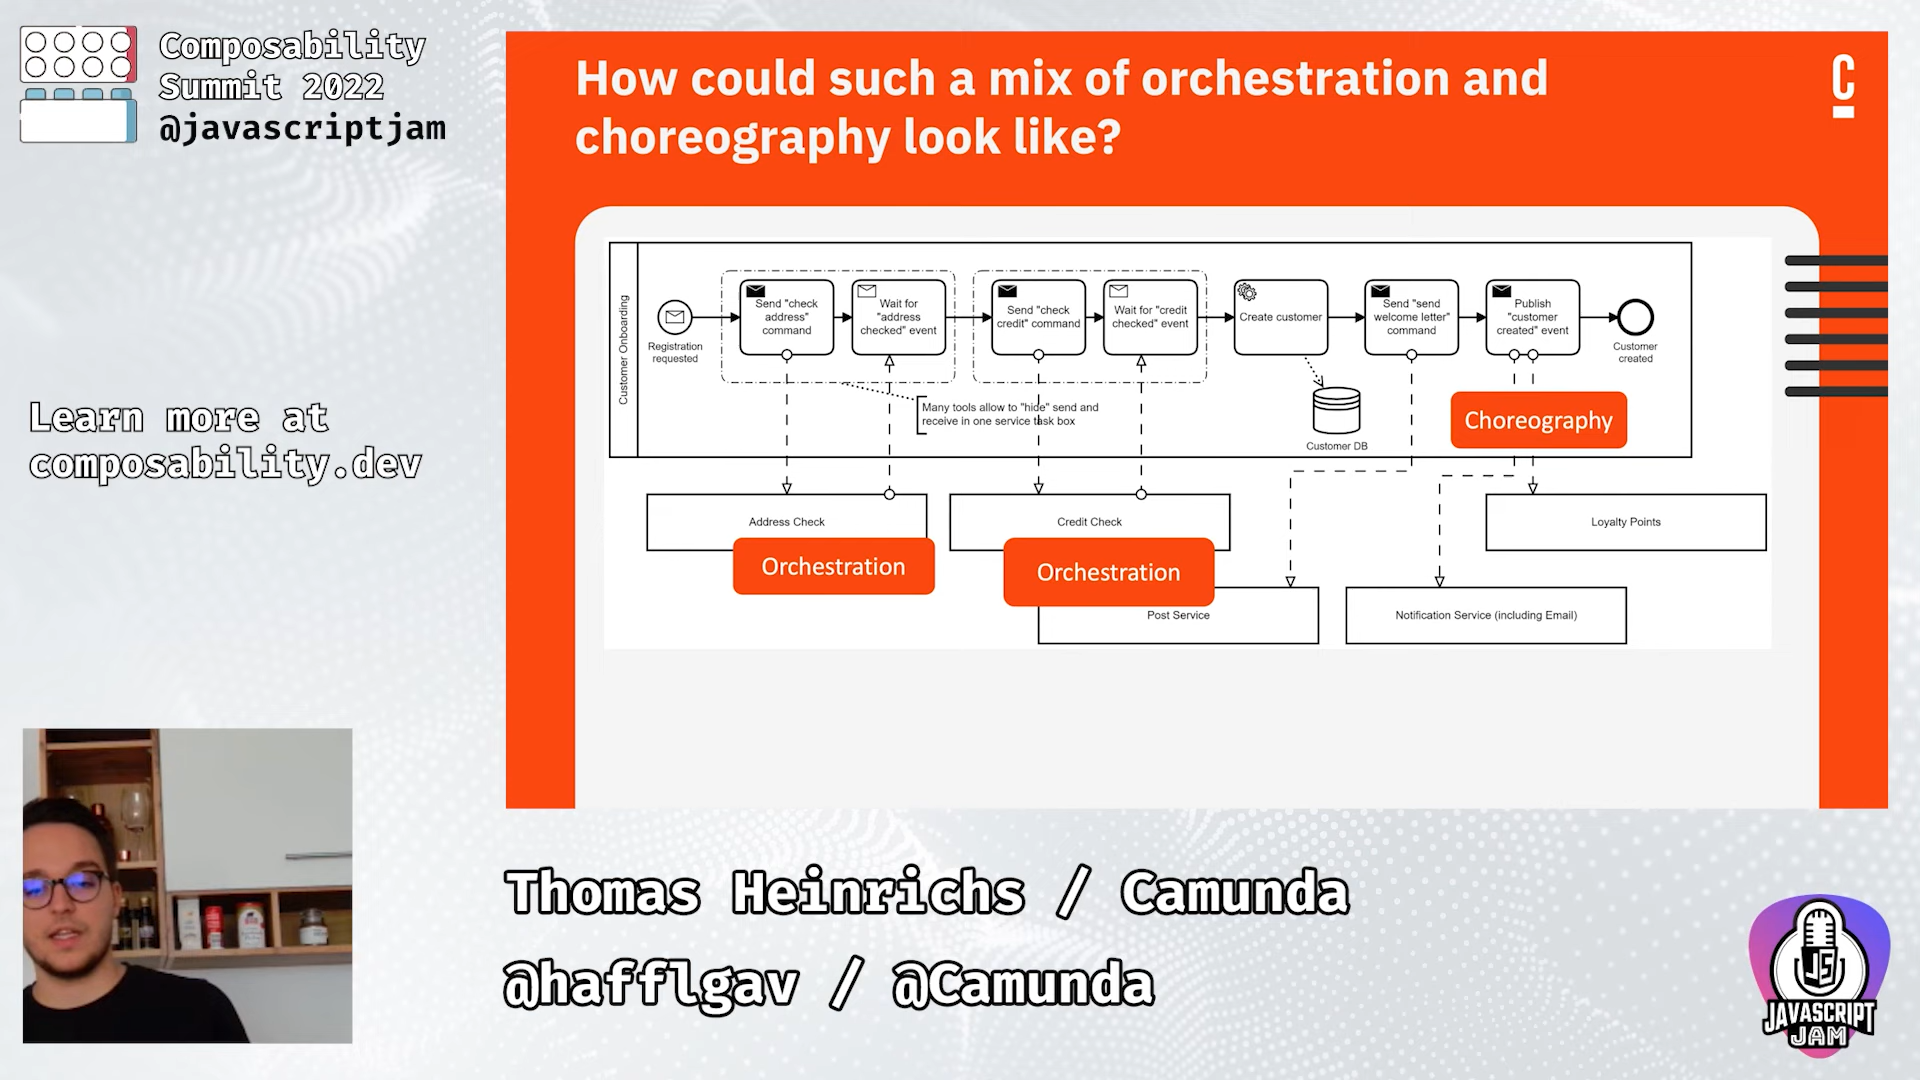 Composability
Summit 2022
@javascriptjam
Learn more at
composability.dev
How could such a mix of orchestration and
choreography look like?
C
Customer Onboarding
Registration
requested
Send "check
address"
command
Wait for
"address
checked" event
Send "check
credit" command
Wait for "credit
checked" event
Create customer
Send "send
welcome letter"
command
Publish
"customer
created" event
Customer
created
Many tools allow to "hide" send and
receive in one service task box
Customer DB
Choreography
Address Check
Credit Check
Loyalty Points
Orchestration
Orchestration
Post Service
Notification Service (including Email)
Thomas Heinrichs / Camunda
@hafflgav / @Camunda
JS
JAVASCRIPT
JAM